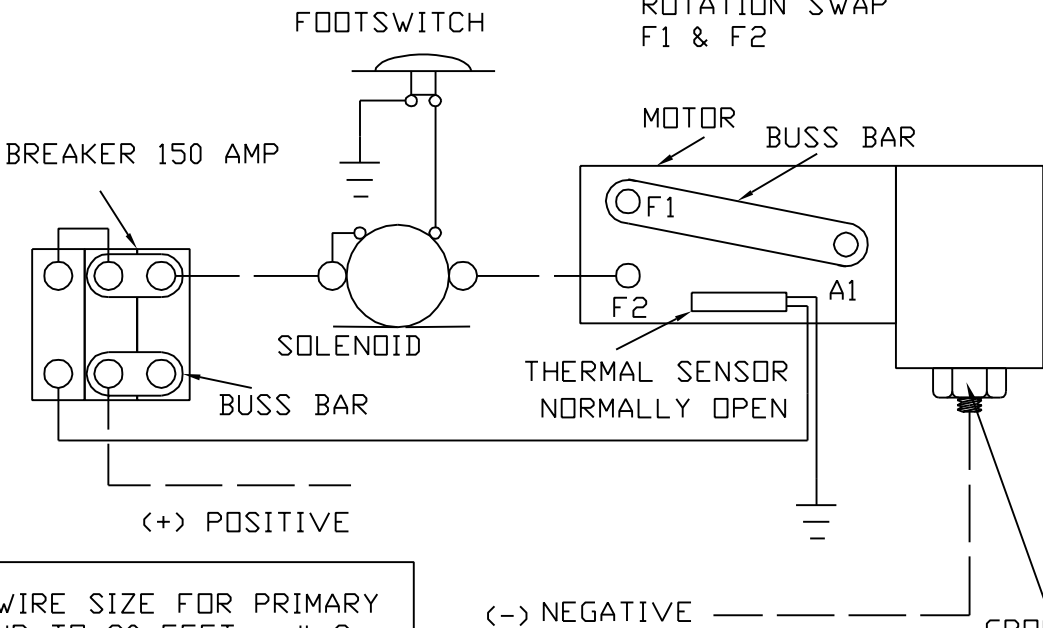 ROTATION SWAP
F1 & F2
FOOTSWITCH
MOTOR
BUSS BAR
BREAKER 150 AMP
F1
F2
A1
SOLENOID
THERMAL SENSOR
NORMALLY OPEN
BUSS BAR
(+) POSITIVE
WIRE SIZE FOR PRIMARY
(-) NEGATIVE